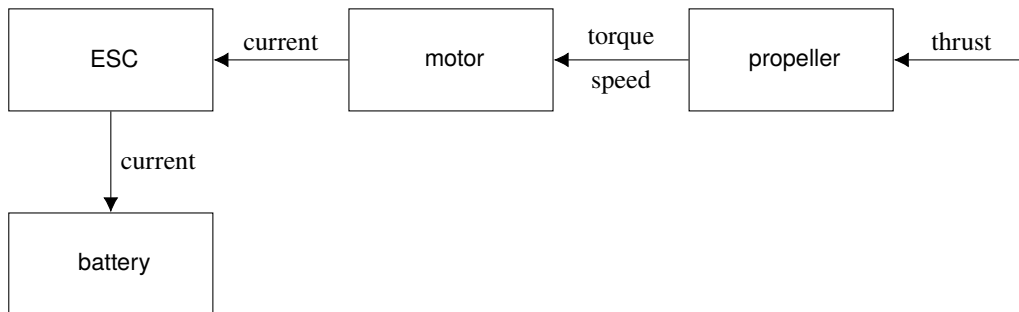 ESC
current
motor
torque
speed
propeller
thrust
current
battery